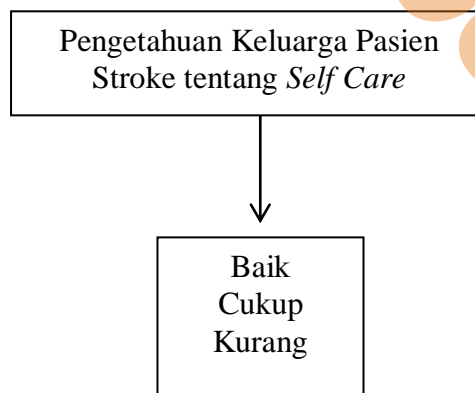 Pengetahuan Keluarga Pasien
Stroke tentang Self Care
Baik
Cukup
Kurang